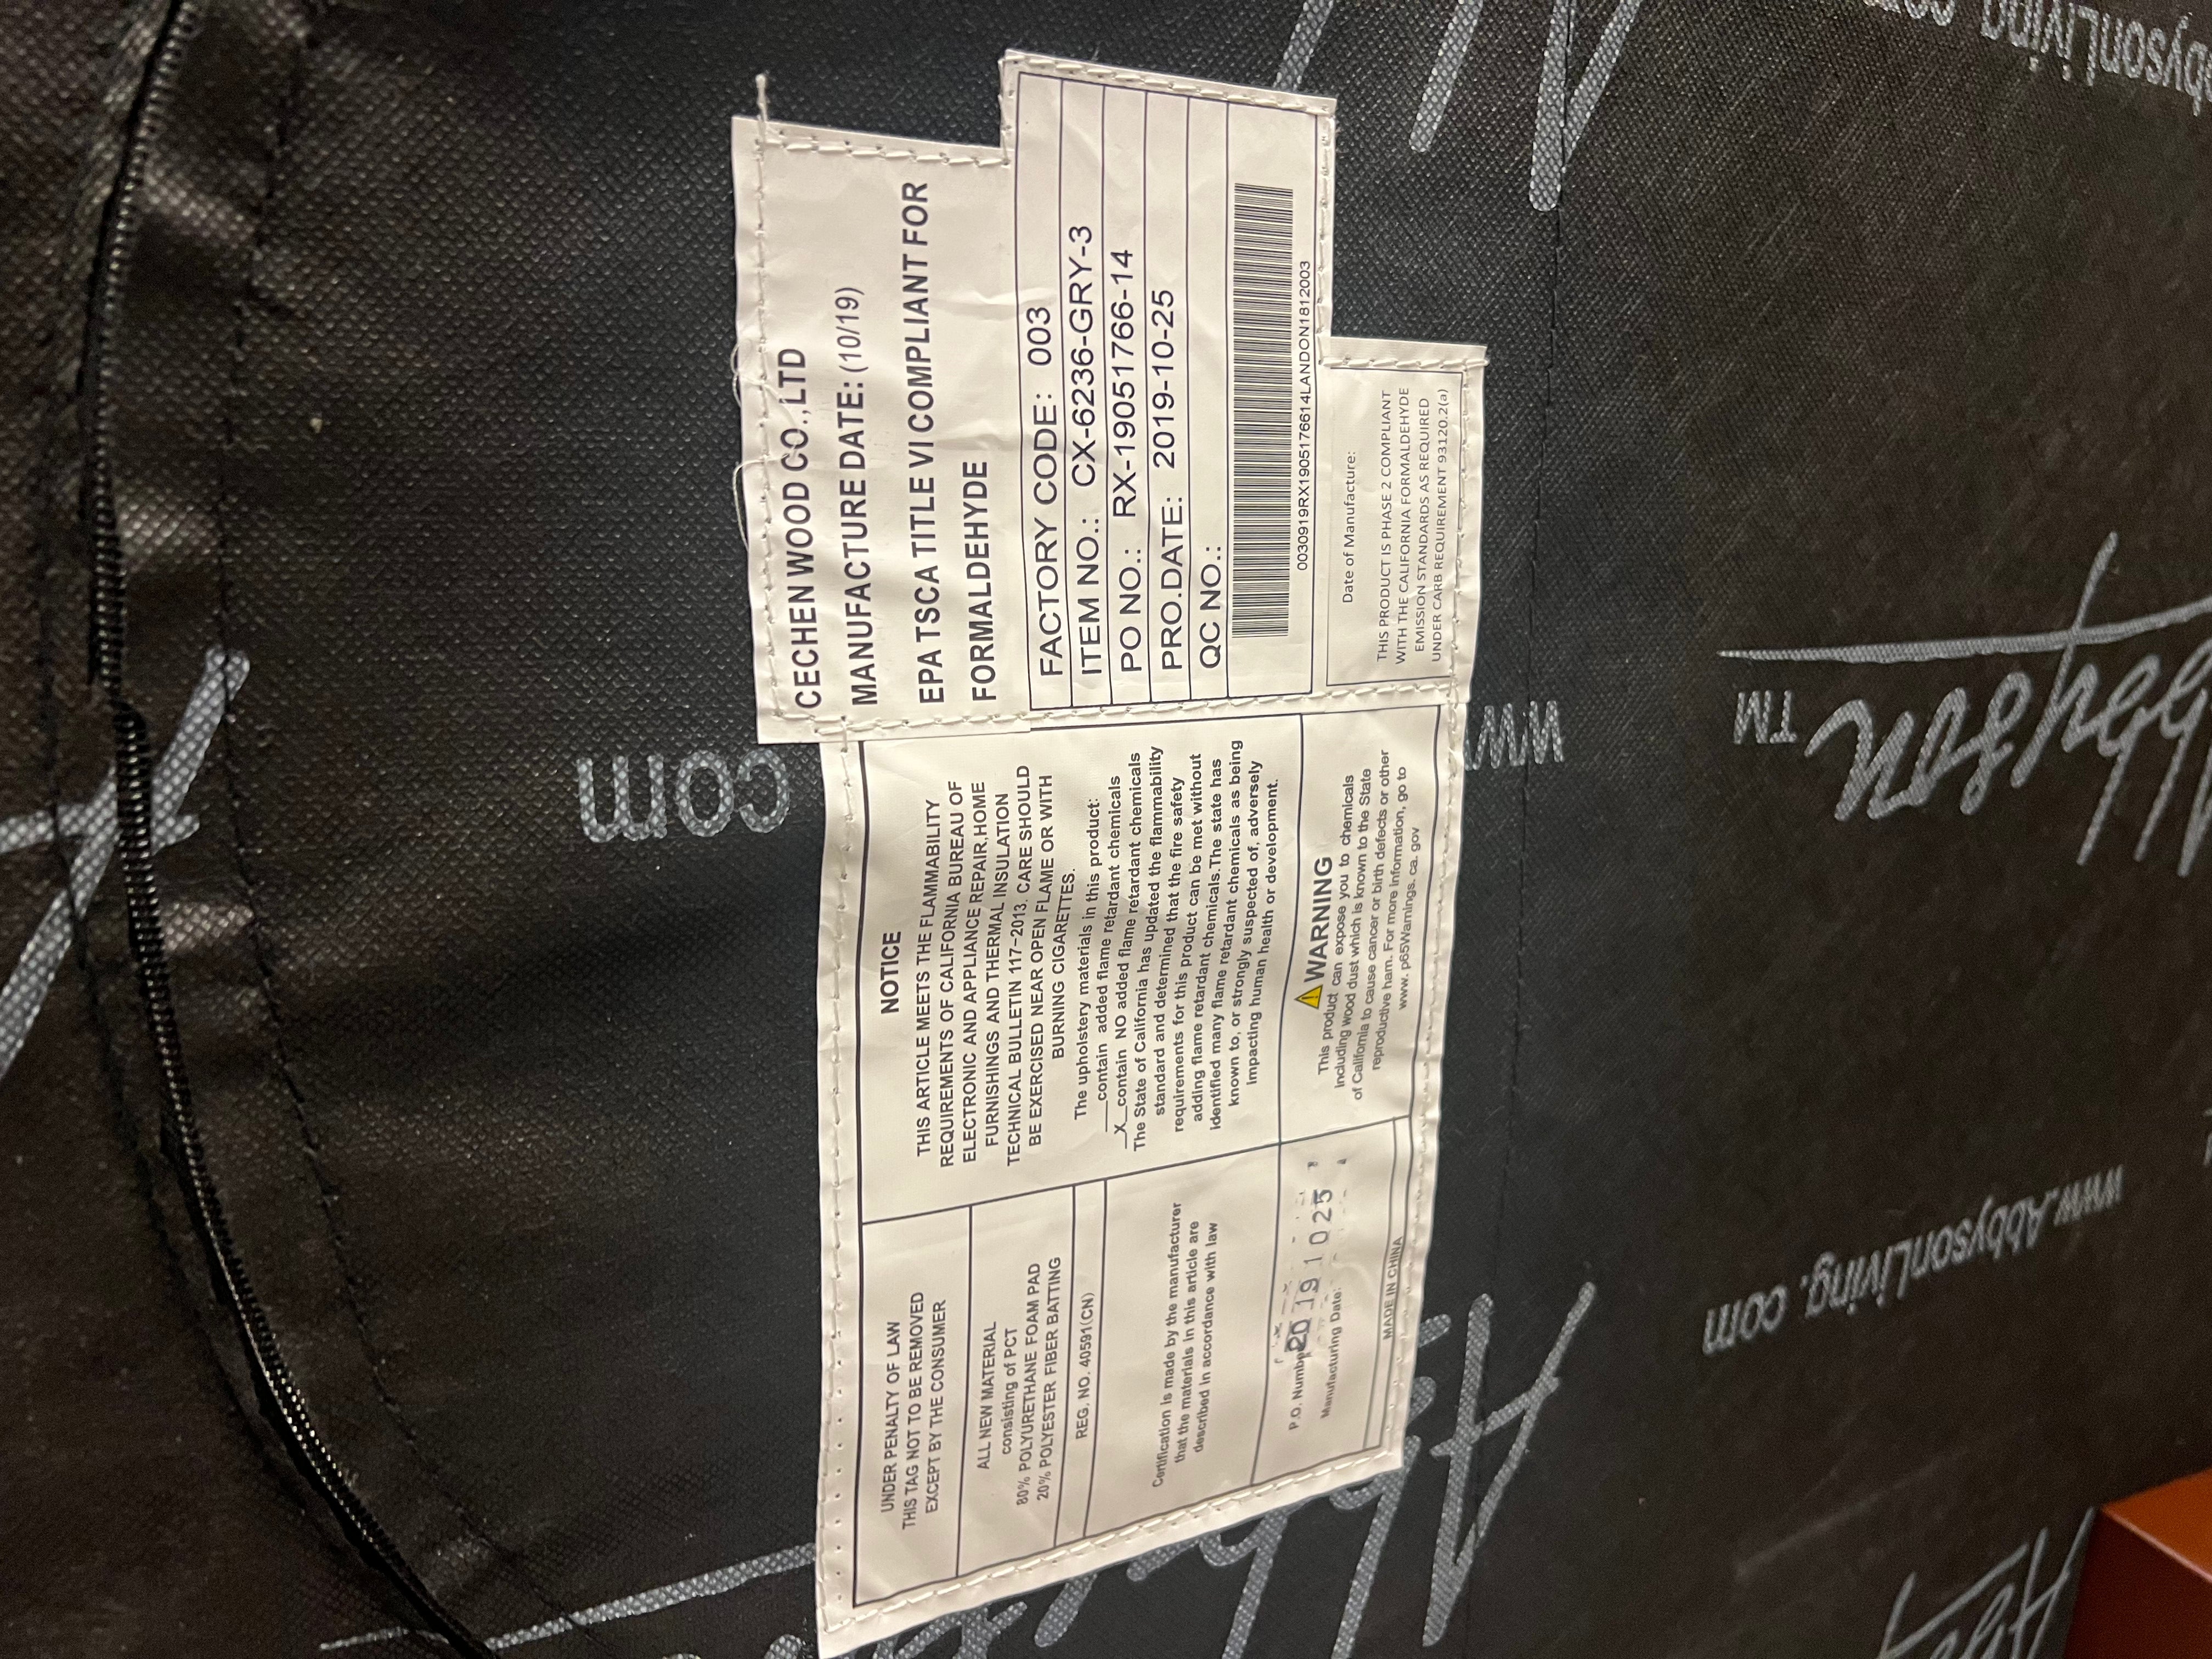 CECHEN WOOD CO.,LTD
MANUFACTURE DATE: (10/19)
EPA TSCA TITLE VI COMPLIANT FOR
FORMALDEHYDE
FACTORY CODE: 003
ITEM NO.: CX-6236-GRY-3
PO NO.: RX-19051766-14
PRO.DATE: 2019-10-25
QC NO.:
0030919RX1905176614LANDON1812003
Date of Manufacture:
THIS PRODUCT IS PHASE 2 COMPLIANT
WITH THE CALIFORNIA FORMALDEHYDE
EMISSION STANDARDS AS REQUIRED
UNDER CARB REQUIREMENT 93120.2(a)
UNDER PENALTY OF LAW
THIS TAG NOT TO BE REMOVED
EXCEPT BY THE CONSUMER
ALL NEW MATERIAL
consisting of PCT
80% POLYURETHANE FOAM PAD
20% POLYESTER FIBER BATTING
REG. NO. 40591(CN)
Certification is made by the manufacturer
that the materials in this article are
described in accordance with law
P.O. Number
20191025
Manufacturing Date:
MADE IN CHINA
NOTICE
THIS ARTICLE MEETS THE FLAMMABILITY
REQUIREMENTS OF CALIFORNIA BUREAU OF
ELECTRONIC AND APPLIANCE REPAIR,HOME
FURNISHINGS AND THERMAL INSULATION
TECHNICAL BULLETIN 117-2013. CARE SHOULD
BE EXERCISED NEAR OPEN FLAME OR WITH
BURNING CIGARETTES.
The upholstery materials in this product:
___contain added flame retardant chemicals
_X_contain NO added flame retardant chemicals
The State of California has updated the flammability
standard and determined that the fire safety
requirements for this product can be met without
adding flame retardant chemicals.The state has
identified many flame retardant chemicals as being
known to, or strongly suspected of, adversely
impacting human health or development.
WARNING
This product can expose you to chemicals
including wood dust which is known to the State
of California to cause cancer or birth defects or other
reproductive ham. For more information, go to
www. p65Warnings. ca. gov
com
www
Abbyson TM
www.AbbysonLiving. com
bysonLiving